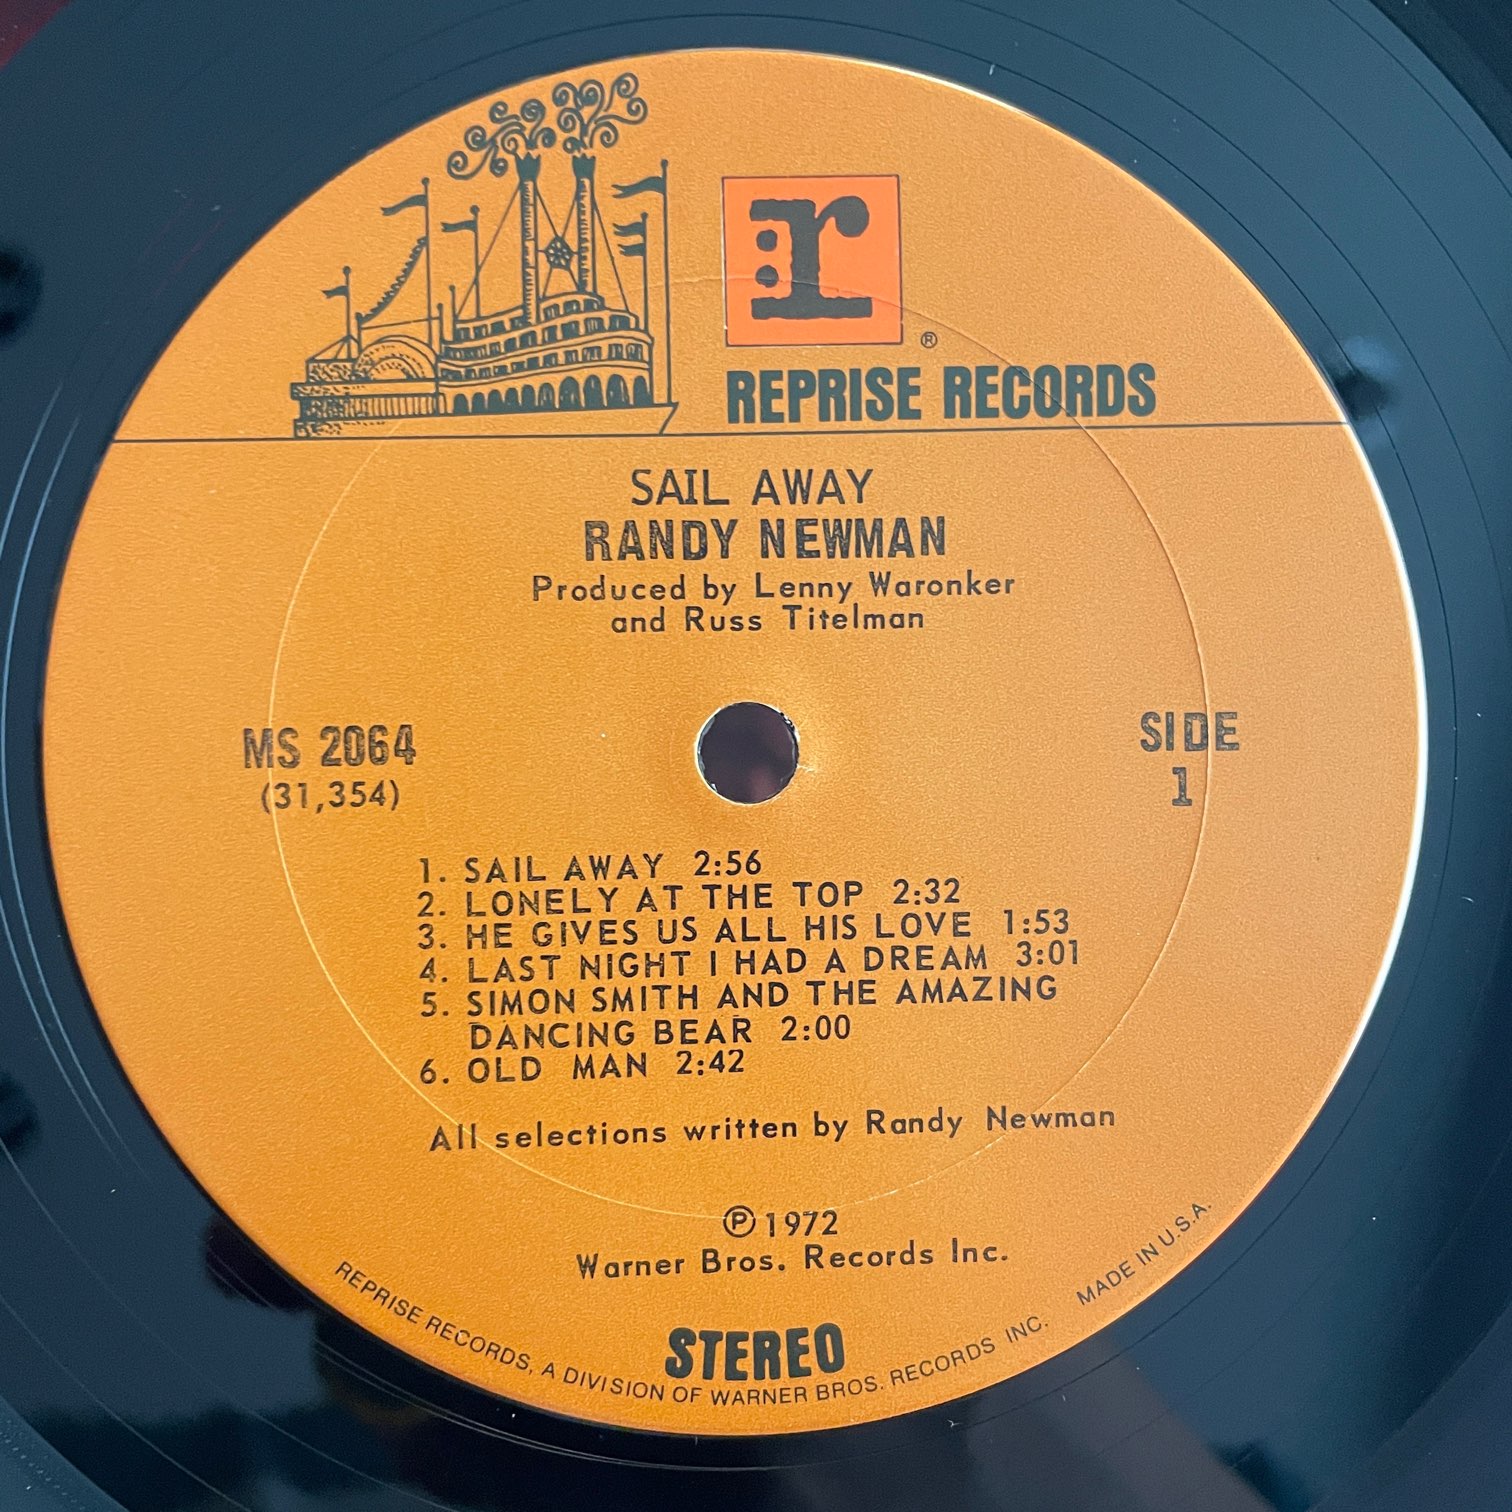 r
®
REPRISE RECORDS
SAIL AWAY
RANDY NEWMAN
Produced by Lenny Waronker
and Russ Titelman
MS 2064
(31,354)
SIDE
1
1. SAIL AWAY 2:56
2. LONELY AT THE TOP 2:32
3. HE GIVES US ALL HIS LOVE 1:53
4. LAST NIGHT I HAD A DREAM 3:01
5. SIMON SMITH AND THE AMAZING
DANCING BEAR 2:00
6. OLD MAN 2:42
All selections written by Randy Newman
℗1972
Warner Bros. Records Inc.
STEREO
REPRISE RECORDS, A DIVISION OF WARNER BROS. RECORDS INC. MADE IN U.S.A.